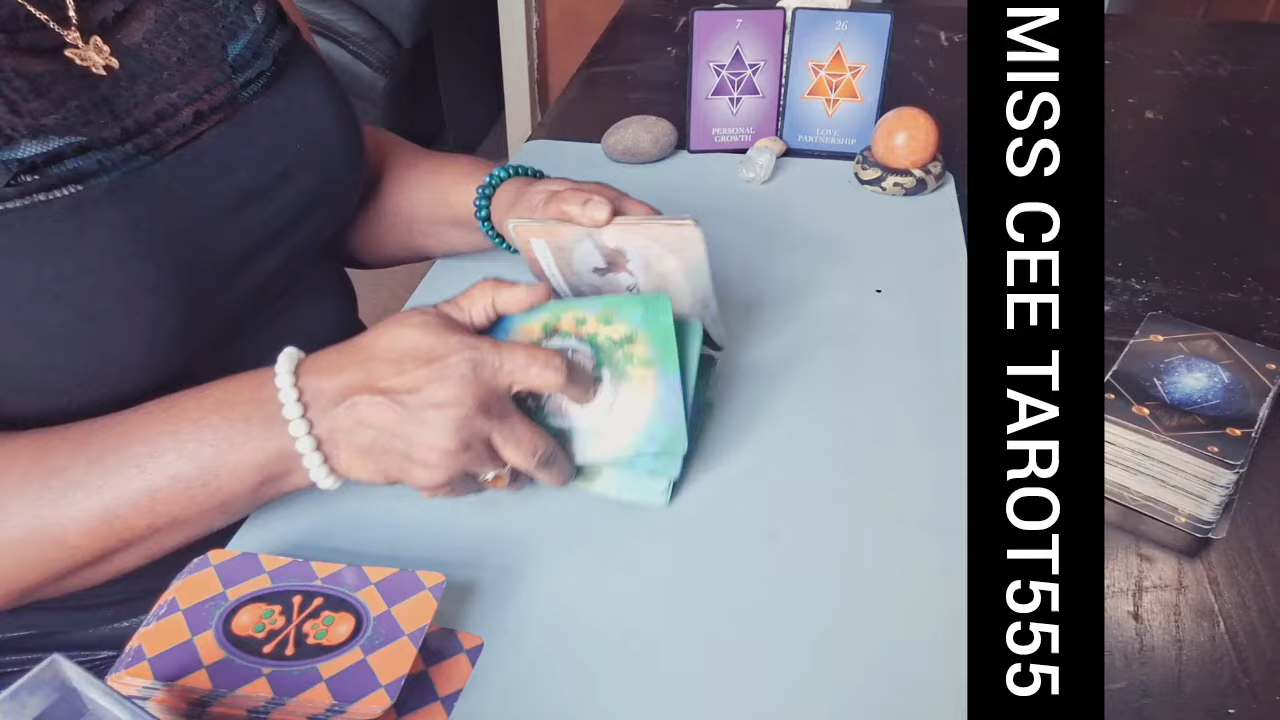 7
PERSONAL
GROWTH
26
LOVE
PARTNERSHIP
MISS CEE TAROT555